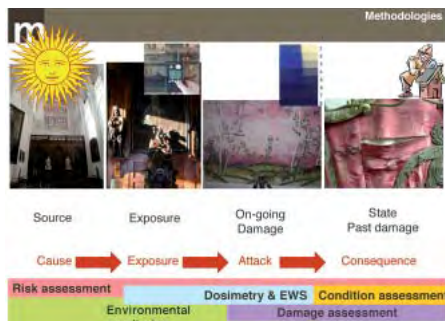 m
Methodologies
Source Exposure On-going Damage State Past damage
Cause Exposure Attack Consequence
Risk assessment
Dosimetry & EWS Condition assessment
Environmental
Damage assessment